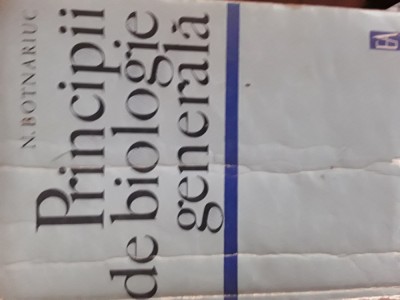 N. BOTNARIUC
Principii
de biologie
generală